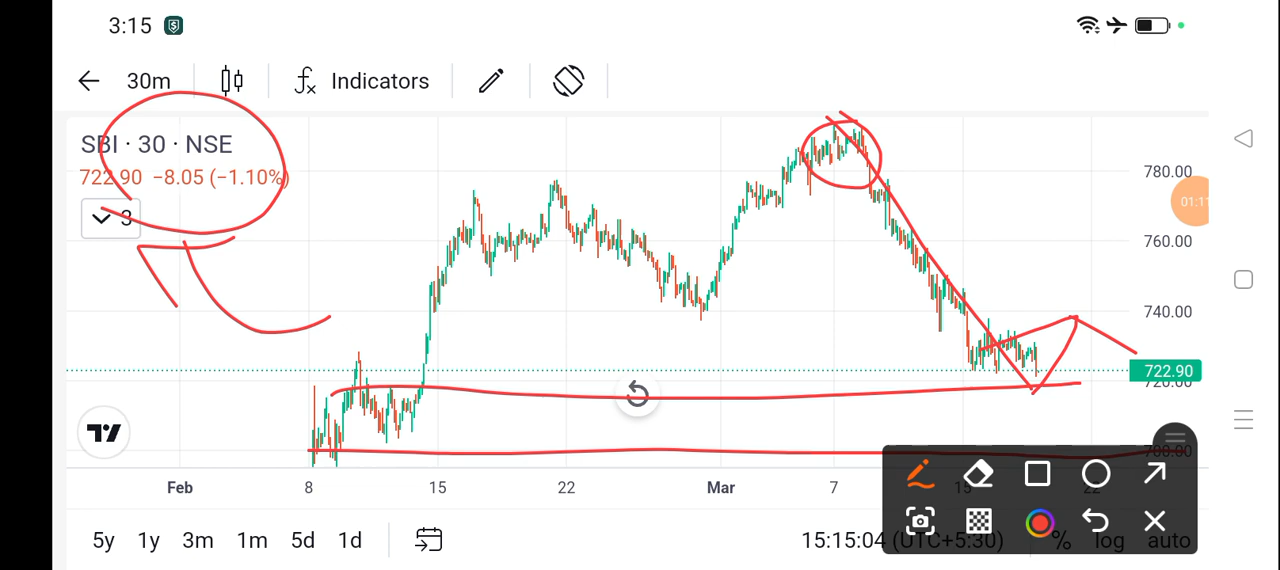 3:15
30m
Indicators
SBI · 30 · NSE
722.90 −8.05 (−1.10%)
3
780.00
760.00
740.00
722.90
720.00
700.00
Feb
8
15
22
Mar
7
15
22
5y 1y 3m 1m 5d 1d
15:15:04 (UTC+5:30) % log auto